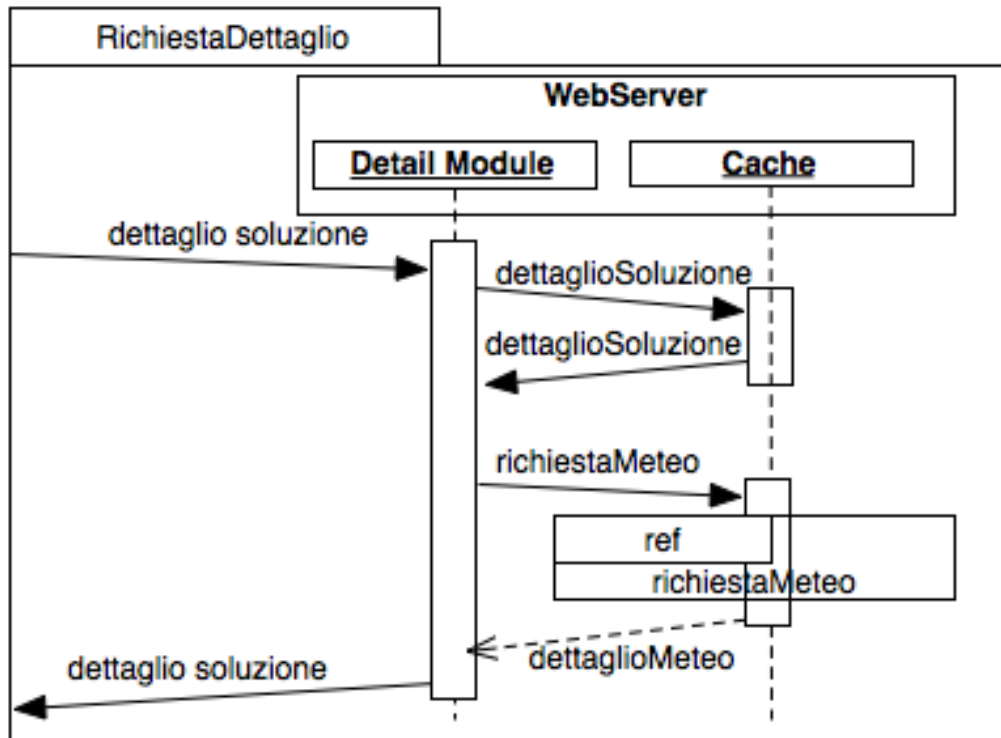 RichiestaDettaglio
WebServer
Detail Module
Cache
dettaglio soluzione
dettaglioSoluzione
dettaglioSoluzione
richiestaMeteo
ref
richiestaMeteo
dettaglioMeteo
dettaglio soluzione